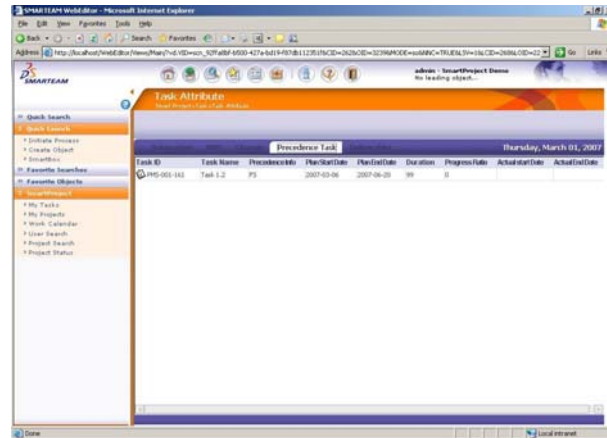 SMARTEAM WebEditor - Microsoft Internet Explorer
File Edit View Favorites Tools Help
Back Search Favorites
Address Go Links
SMARTEAM
admin - SmartProject Demo
No leading object...
Task Attribute
Quick Search
Quick Launch
Initiate Process
Create Object
SmartBox
Favorite Searches
Favorite Objects
SmartProject
My Tasks
My Projects
Work Calendar
User Search
Project Search
Project Status
Precedence Task
Thursday, March 01, 2007
Task ID Task Name PrecedenceInfo PlanStartDate PlanEndDate Duration Progress Ratio ActualstartDate ActualEndDate
PMS-001-161 Task 1.2 FS 2007-03-06 2007-06-20 99 0
Done
Local intranet